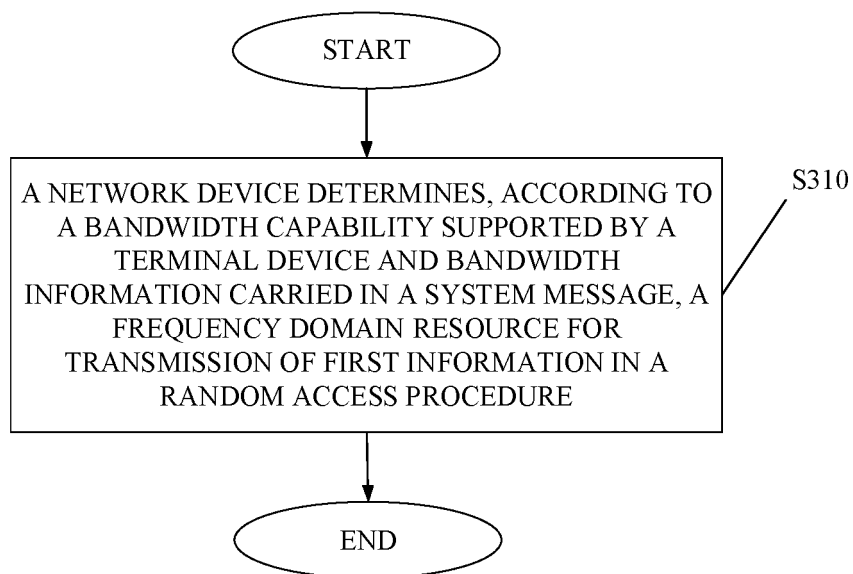 START
A NETWORK DEVICE DETERMINES, ACCORDING TO
A BANDWIDTH CAPABILITY SUPPORTED BY A
TERMINAL DEVICE AND BANDWIDTH
INFORMATION CARRIED IN A SYSTEM MESSAGE, A
FREQUENCY DOMAIN RESOURCE FOR
TRANSMISSION OF FIRST INFORMATION IN A
RANDOM ACCESS PROCEDURE
S310
END